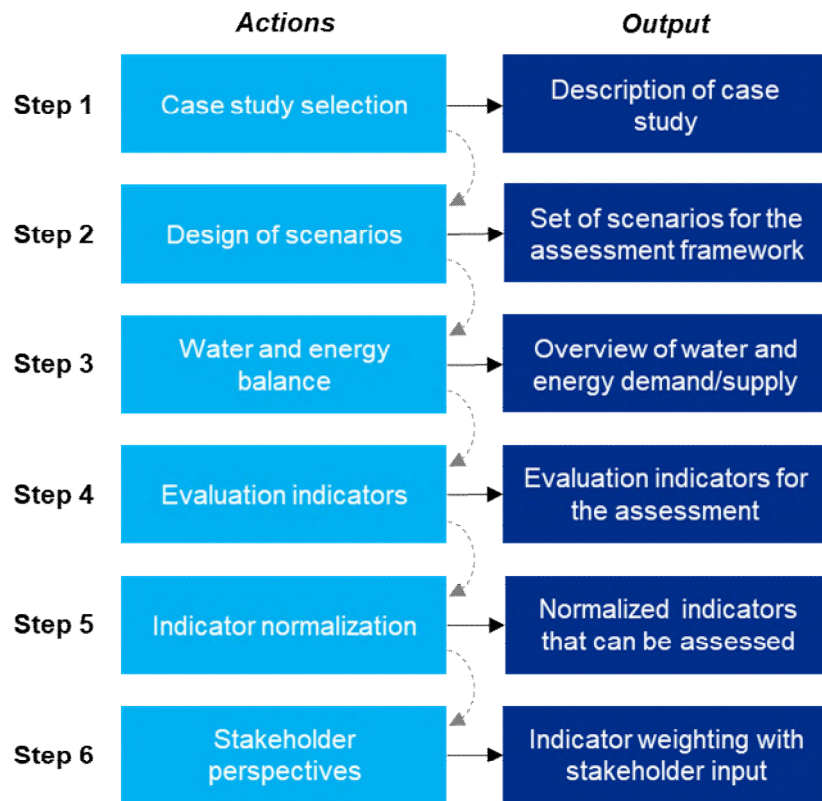 Actions Output
Step 1 Case study selection Description of case
study
Step 2 Design of scenarios Set of scenarios for the
assessment framework
Step 3 Water and energy
balance Overview of water and
energy demand/supply
Step 4 Evaluation indicators Evaluation indicators for
the assessment
Step 5 Indicator normalization Normalized indicators
that can be assessed
Step 6 Stakeholder
perspectives Indicator weighting with
stakeholder input